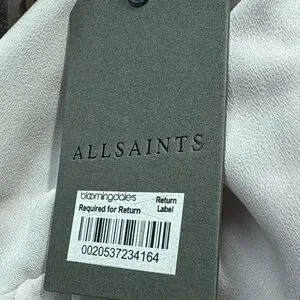 ALLSAINTS
bloomingdale's Return
Required for Return Label
0020537234164